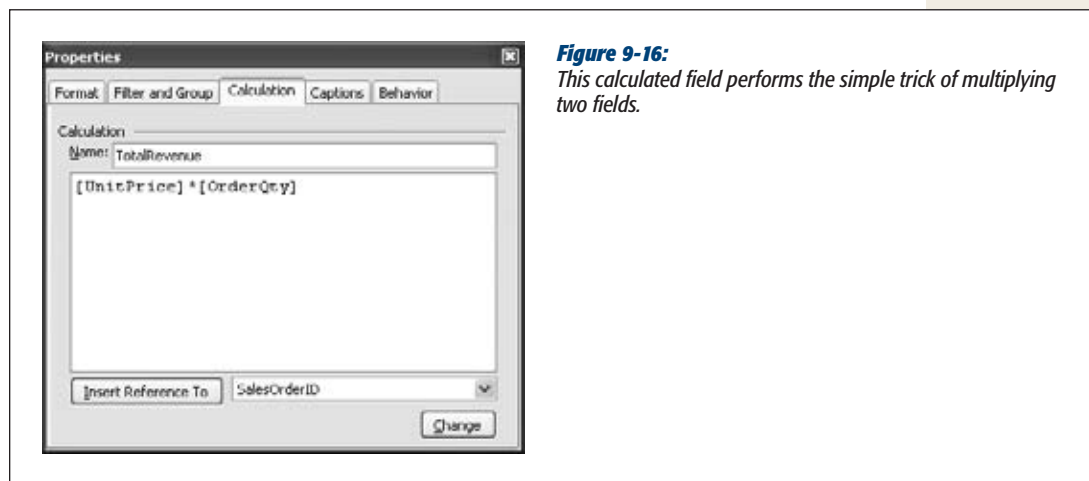 Properties
Format Filter and Group Calculation Captions Behavior
Calculation
Name: TotalRevenue
[UnitPrice]*[OrderQty]
Insert Reference To SalesOrderID
Change
Figure 9-16:
This calculated field performs the simple trick of multiplying
two fields.